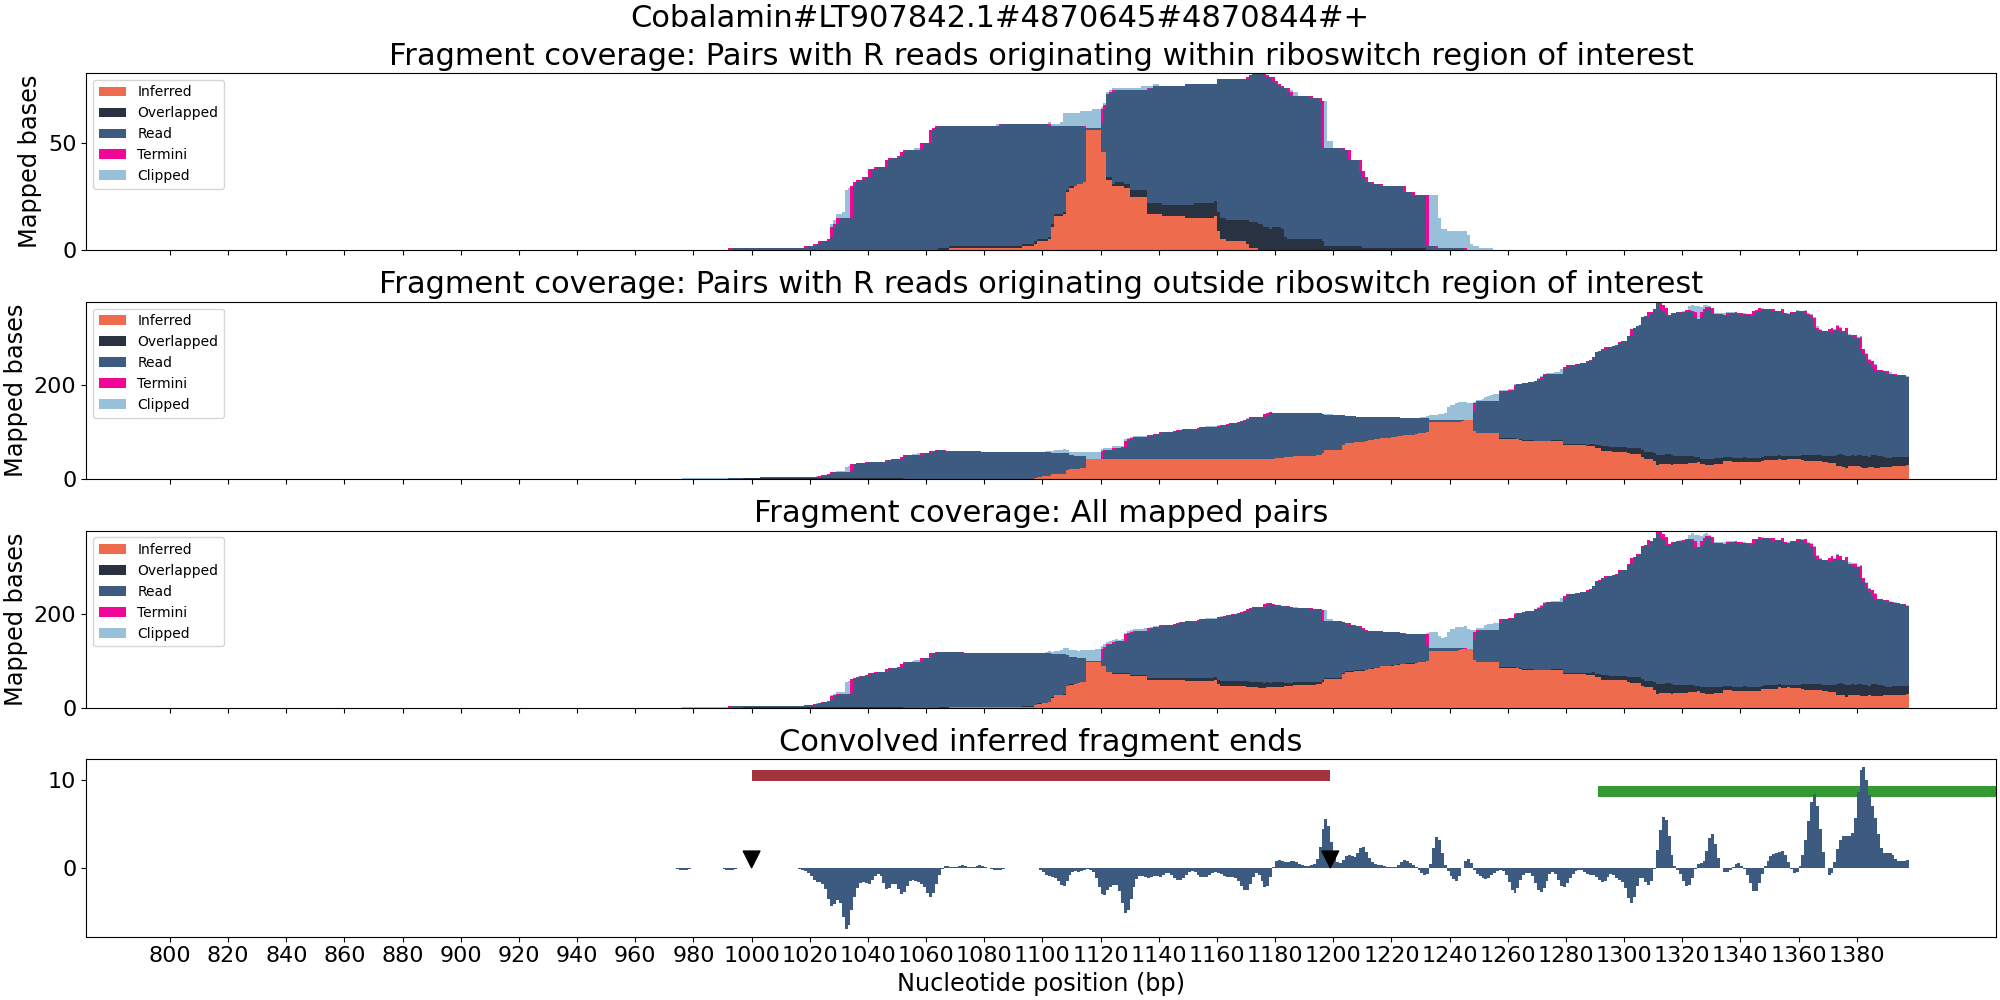 Cobalamin#LT907842.1#4870645#4870844#+
Fragment coverage: Pairs with R reads originating within riboswitch region of interest
Mapped bases
50
0
Inferred
Overlapped
Read
Termini
Clipped
Fragment coverage: Pairs with R reads originating outside riboswitch region of interest
Mapped bases
200
0
Inferred
Overlapped
Read
Termini
Clipped
Fragment coverage: All mapped pairs
Mapped bases
200
0
Inferred
Overlapped
Read
Termini
Clipped
Convolved inferred fragment ends
10
0
800 820 840 860 880 900 920 940 960 980 1000 1020 1040 1060 1080 1100 1120 1140 1160 1180 1200 1220 1240 1260 1280 1300 1320 1340 1360 1380
Nucleotide position (bp)